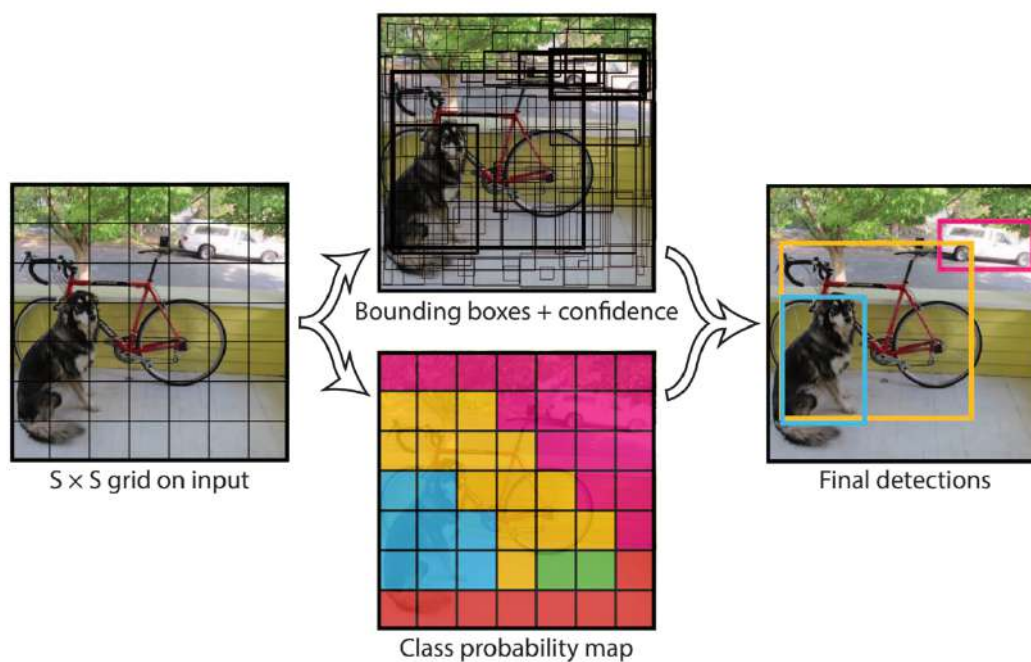 S × S grid on input
Bounding boxes + confidence
Class probability map
Final detections